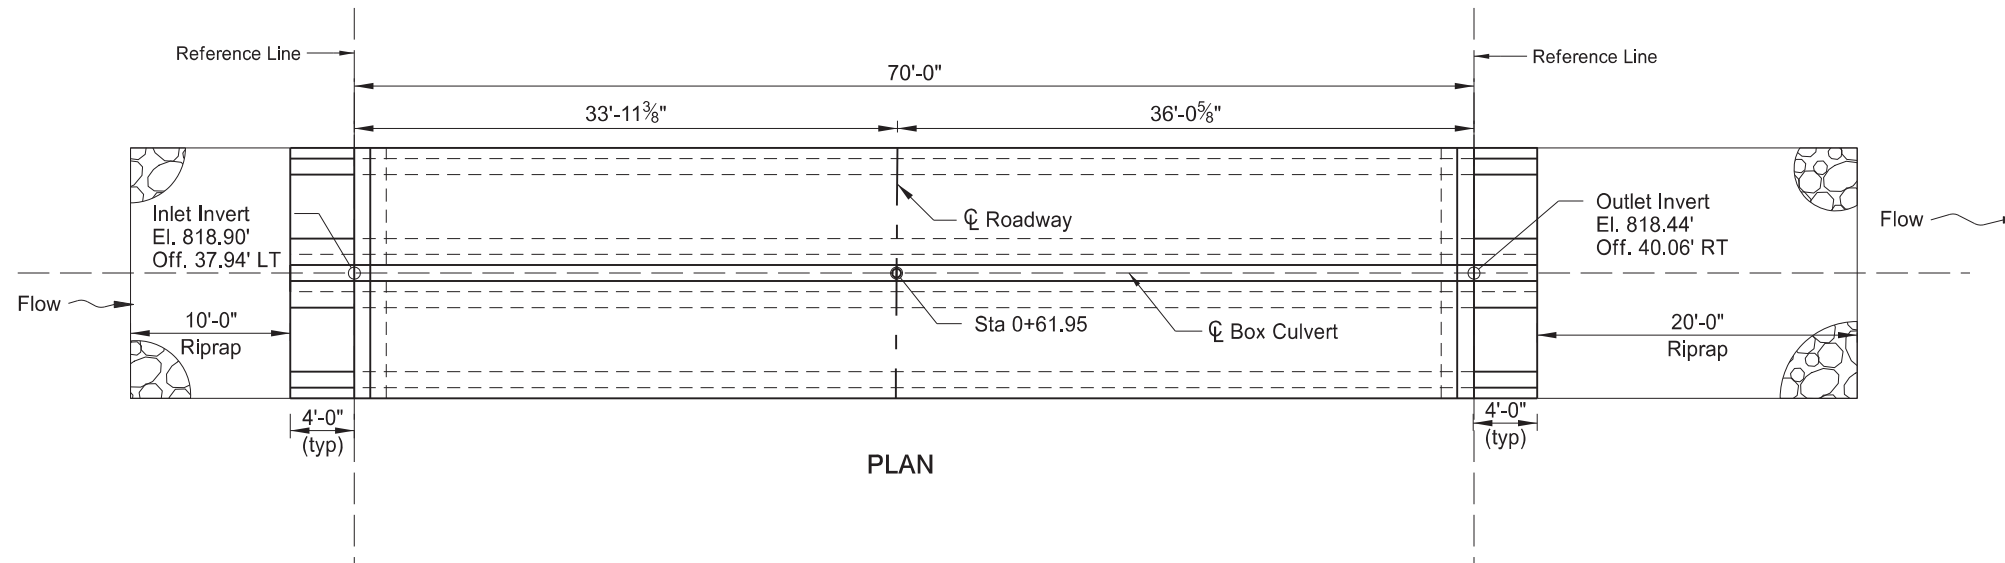 Reference Line
Reference Line
70'-0"
33'-11⅜"
36'-0⅝"
Inlet Invert
El. 818.90'
Off. 37.94' LT
℄ Roadway
Outlet Invert
El. 818.44'
Off. 40.06' RT
Flow
Flow
10'-0"
Riprap
Sta 0+61.95
℄ Box Culvert
20'-0"
Riprap
4'-0"
(typ)
4'-0"
(typ)
PLAN